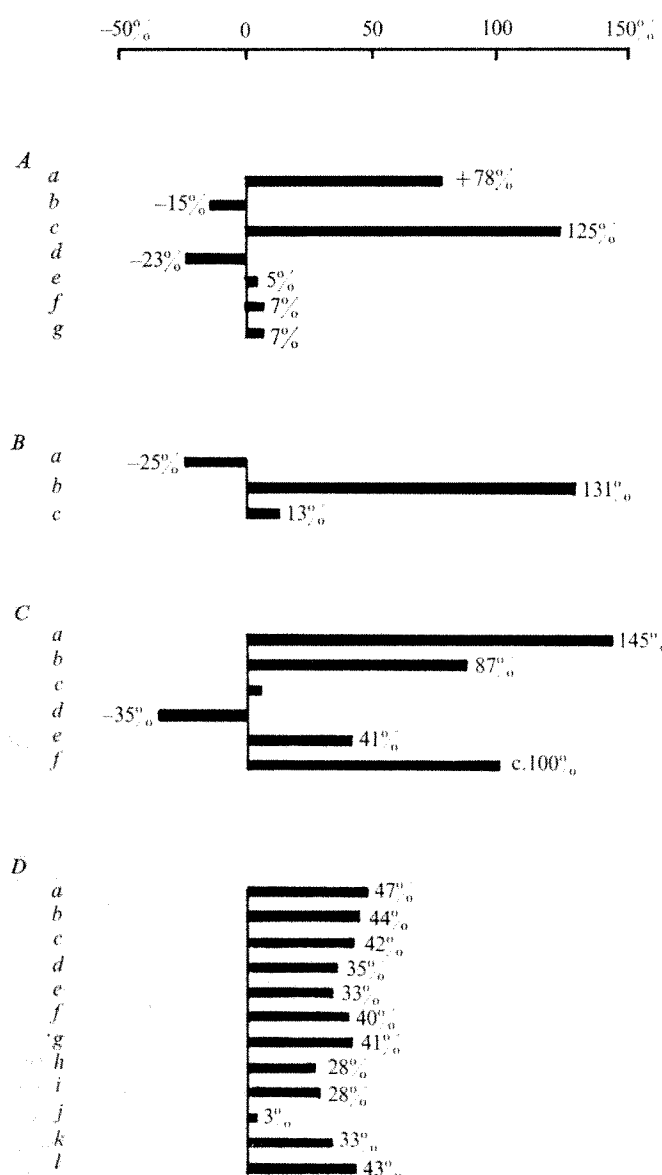 –50% 0 50 100 150%
A
a +78%
b –15%
c 125%
d –23%
e 5%
f 7%
g 7%
B
a –25%
b 131%
c 13%
C
a 145%
b 87%
c
d –35%
e 41%
f c.100%
D
a 47%
b 44%
c 42%
d 35%
e 33%
f 40%
g 41%
h 28%
i 28%
j 3%
k 33%
l 43%